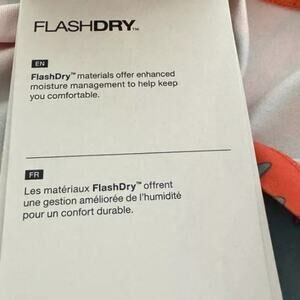 FLASHDRY™
EN
FlashDry™ materials offer enhanced
moisture management to help keep
you comfortable.
FR
Les matériaux FlashDry™ offrent
une gestion améliorée de l'humidité
pour un confort durable.